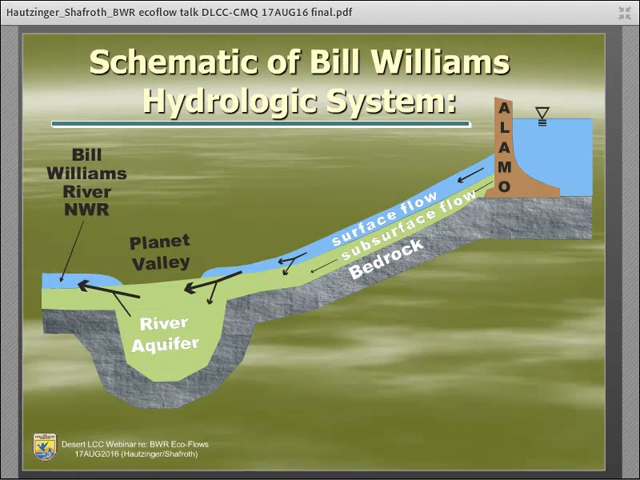 Hautzinger_Shafroth_BWR ecoflow talk DLCC-CMQ 17AUG16 final.pdf
Schematic of Bill Williams
Hydrologic System:
ALAMO
Bill
Williams
River
NWR
Planet
Valley
surface flow
subsurface flow
Bedrock
River
Aquifer
Desert LCC Webinar re: BWR Eco-Flows
17AUG2016 (Hautzinger/Shafroth)